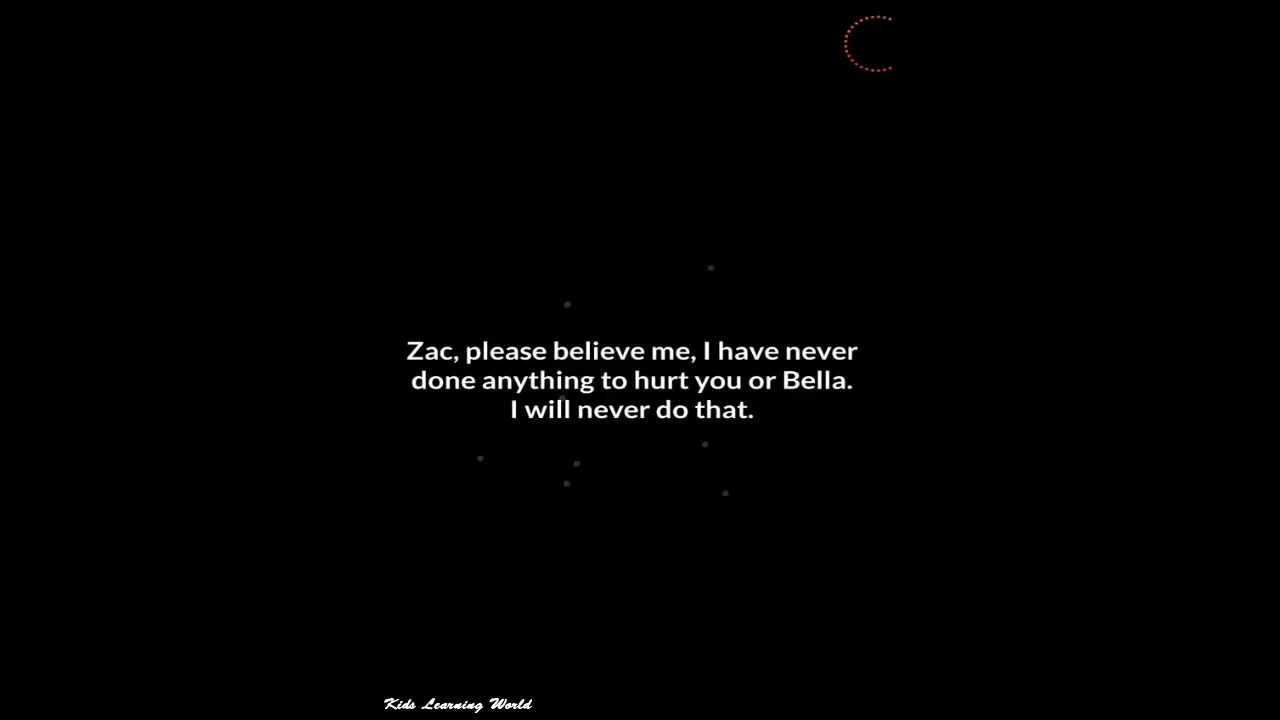 Zac, please believe me, I have never
done anything to hurt you or Bella.
I will never do that.
Kids Learning World